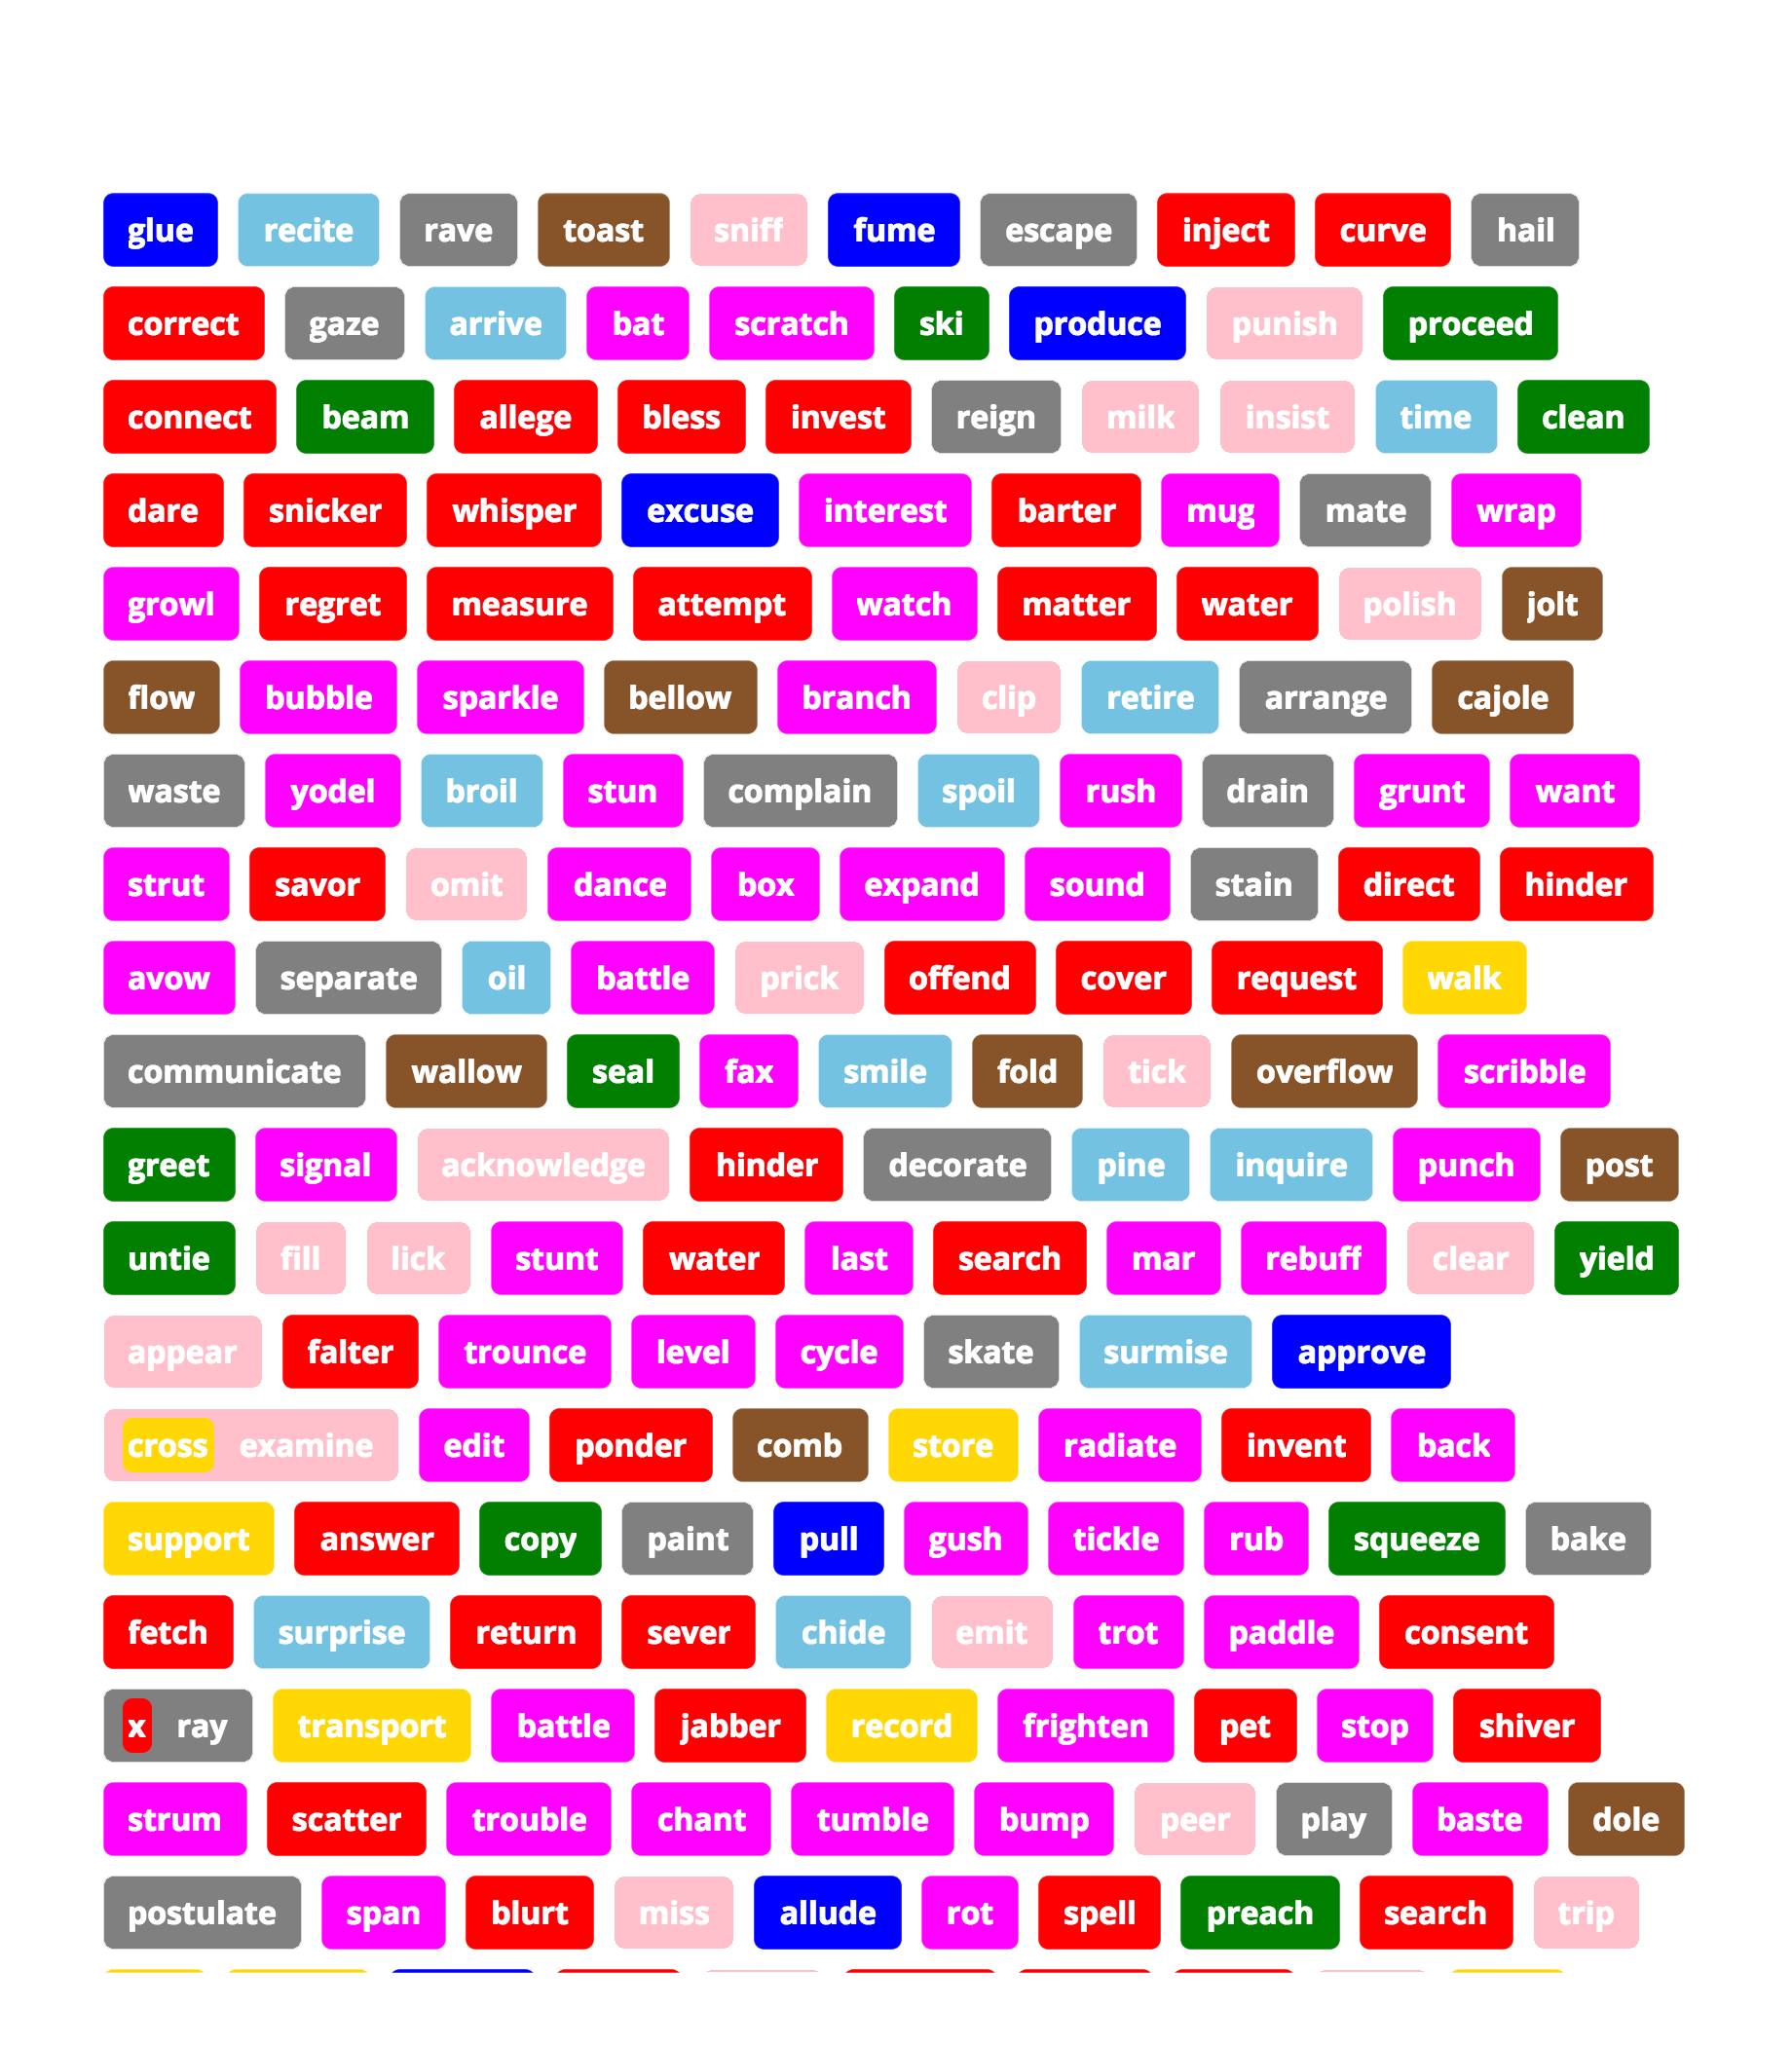 glue recite rave toast sniff fume escape inject curve hail
correct gaze arrive bat scratch ski produce punish proceed
connect beam allege bless invest reign milk insist time clean
dare snicker whisper excuse interest barter mug mate wrap
growl regret measure attempt watch matter water polish jolt
flow bubble sparkle bellow branch clip retire arrange cajole
waste yodel broil stun complain spoil rush drain grunt want
strut savor omit dance box expand sound stain direct hinder
avow separate oil battle prick offend cover request walk
communicate wallow seal fax smile fold tick overflow scribble
greet signal acknowledge hinder decorate pine inquire punch post
untie fill lick stunt water last search mar rebuff clear yield
appear falter trounce level cycle skate surmise approve
cross examine edit ponder comb store radiate invent back
support answer copy paint pull gush tickle rub squeeze bake
fetch surprise return sever chide emit trot paddle consent
x ray transport battle jabber record frighten pet stop shiver
strum scatter trouble chant tumble bump peer play baste dole
postulate span blurt miss allude rot spell preach search trip